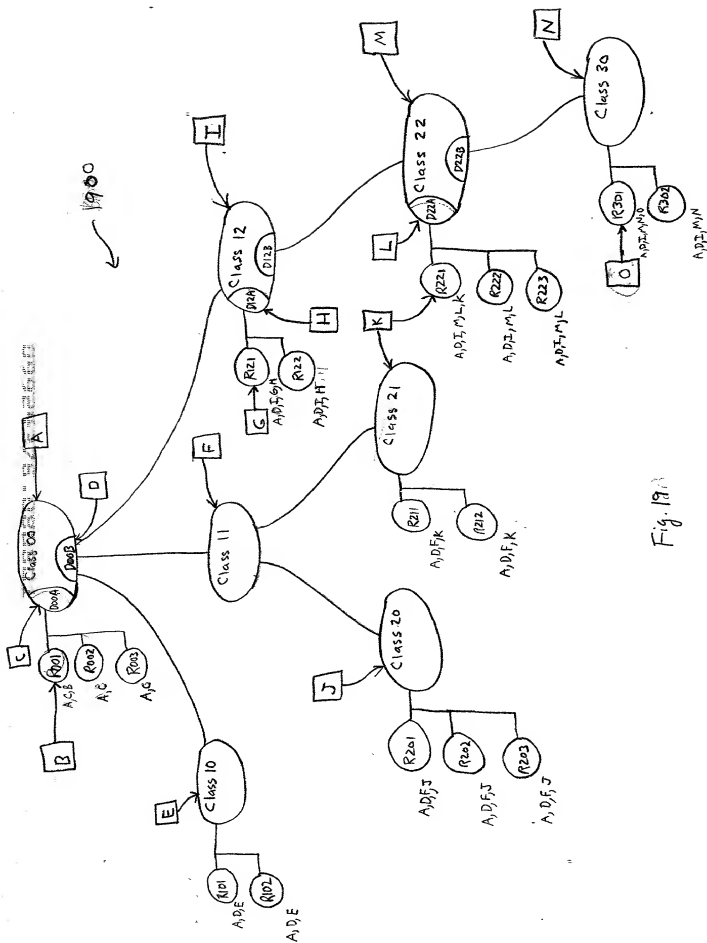 1900
A
Class 00
D00A
D00B
C
D
R001
A,C,B
R002
R003
B
E
Class 10
R101
A,D,E
R102
A,D,E
F
Class 11
I
Class 12
D12A
D12B
H
R121
A,D,I,G,H
G
R122
J
Class 20
R201
A,D,F,J
R202
A,D,F,J
R203
A,D,F,J
K
Class 21
R211
A,D,F,K
R212
A,D,F,K
M
Class 22
D22A
D22B
L
R221
A,D,I,M,L,K
R222
A,D,I,M,L
R223
A,D,I,M,L
N
Class 30
R301
A,D,I,M,N,O
O
R302
A,D,I,M,N
Fig. 19